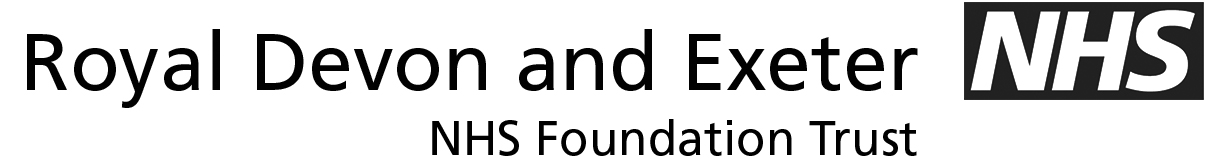 Royal Devon and Exeter NHS
NHS Foundation Trust